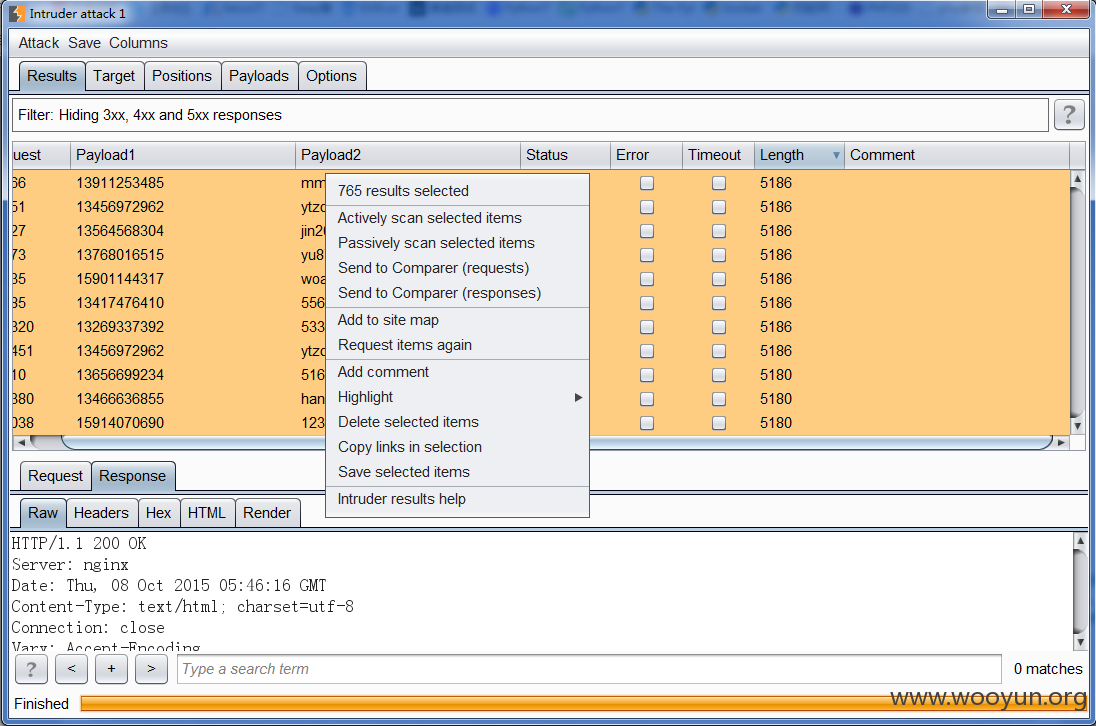 Intruder attack 1
Attack Save Columns
Results Target Positions Payloads Options
Filter: Hiding 3xx, 4xx and 5xx responses ?
uest Payload1 Payload2 Status Error Timeout Length Comment
66 13911253485 mm 5186
51 13456972962 ytzc 5186
27 13564568304 jin20 5186
73 13768016515 yu8 5186
35 15901144317 woa 5186
35 13417476410 556 5186
820 13269337392 533 5186
451 13456972962 ytzc 5186
10 13656699234 516 5180
380 13466636855 han 5180
038 15914070690 123 5180
765 results selected
Actively scan selected items
Passively scan selected items
Send to Comparer (requests)
Send to Comparer (responses)
Add to site map
Request items again
Add comment
Highlight
Delete selected items
Copy links in selection
Save selected items
Intruder results help
Request Response
Raw Headers Hex HTML Render
HTTP/1.1 200 OK
Server: nginx
Date: Thu, 08 Oct 2015 05:46:16 GMT
Content-Type: text/html; charset=utf-8
Connection: close
Vary: Accept-Encoding
? < + > Type a search term 0 matches
Finished
www.wooyun.org